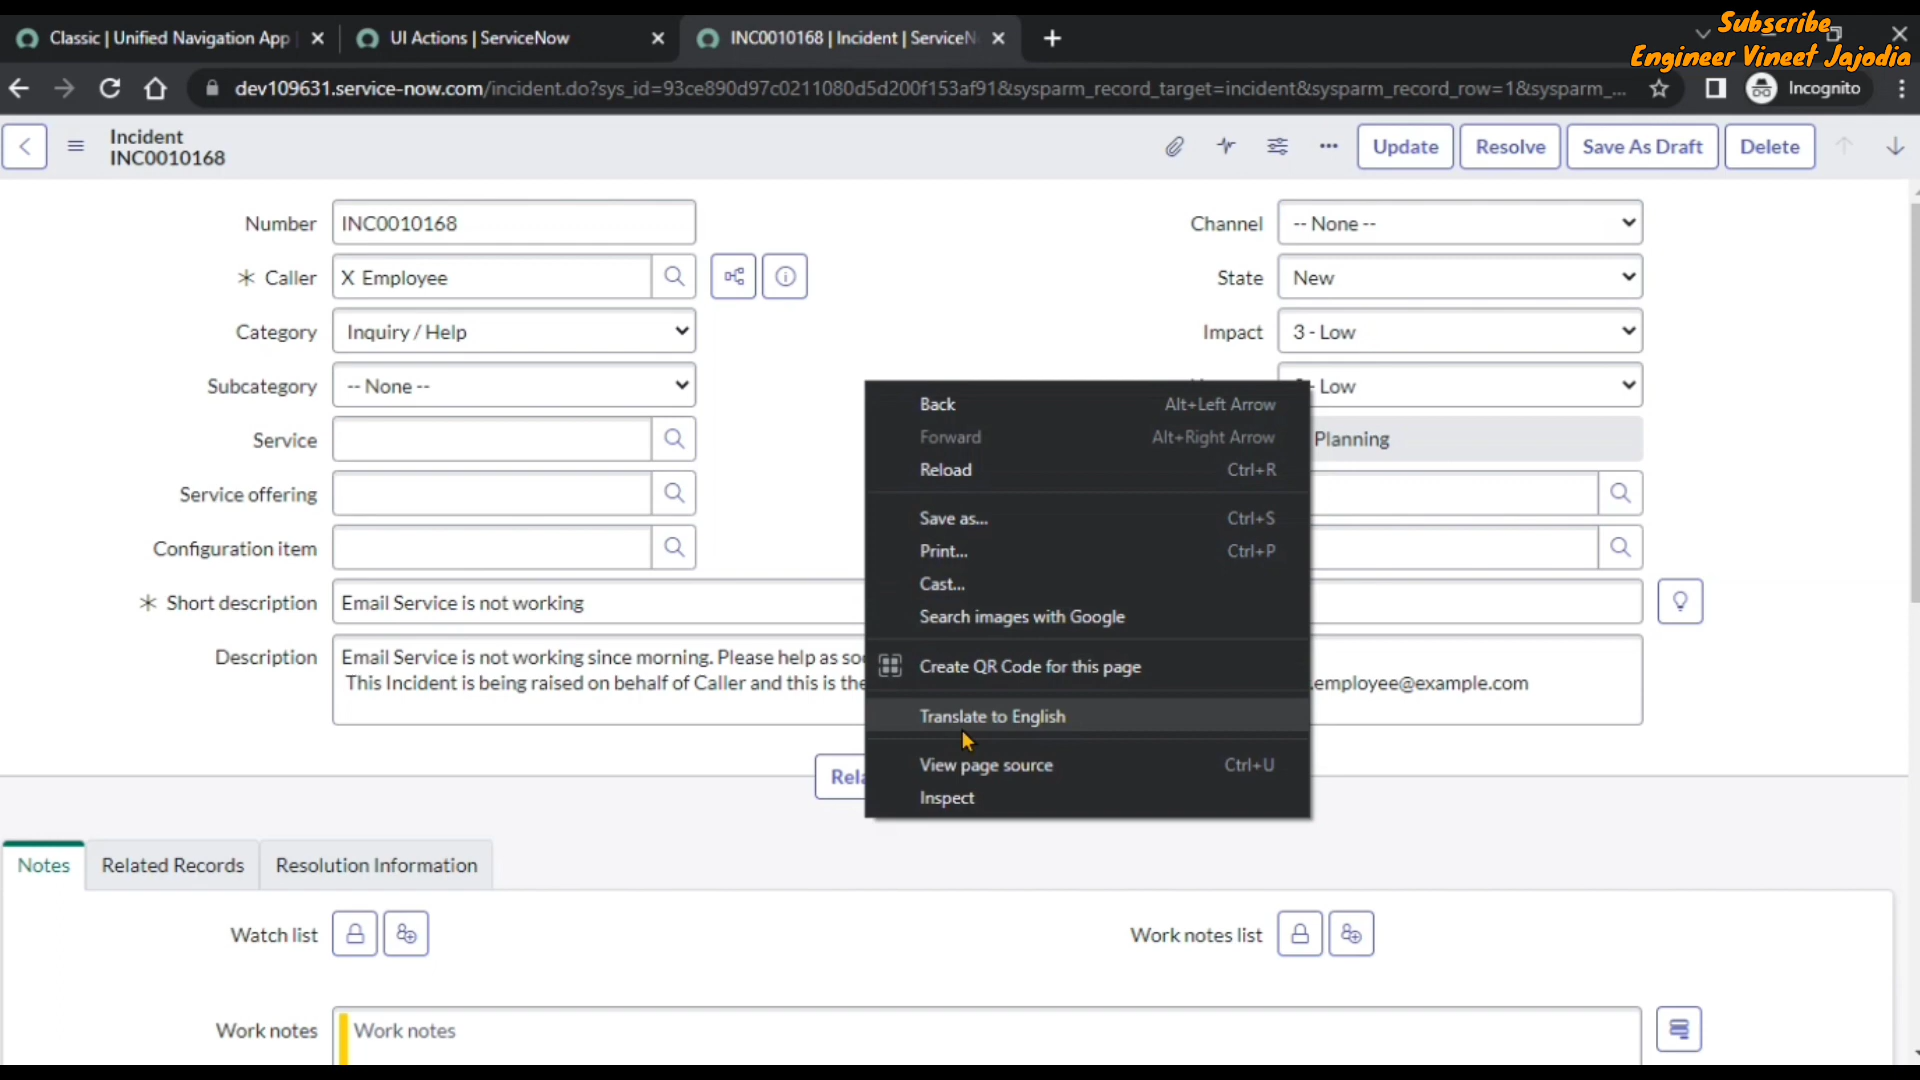 Subscribe
Engineer Vineet Jajodia
Classic | Unified Navigation App
UI Actions | ServiceNow
INC0010168 | Incident | ServiceN
dev109631.service-now.com/incident.do?sys_id=93ce890d97c0211080d5d200f153af91&sysparm_record_target=incident&sysparm_record_row=1&sysparm_...
Incognito
Incident
INC0010168
Update
Resolve
Save As Draft
Delete
Number INC0010168
Channel -- None --
Caller X Employee
State New
Category Inquiry / Help
Impact 3 - Low
Subcategory -- None --
- Low
Service
Planning
Service offering
Configuration item
Short description Email Service is not working
Description Email Service is not working since morning. Please help as
This Incident is being raised on behalf of Caller and this is the
.employee@example.com
Back Alt+Left Arrow
Forward Alt+Right Arrow
Reload Ctrl+R
Save as... Ctrl+S
Print... Ctrl+P
Cast...
Search images with Google
Create QR Code for this page
Translate to English
View page source Ctrl+U
Inspect
Notes
Related Records
Resolution Information
Watch list
Work notes list
Work notes Work notes